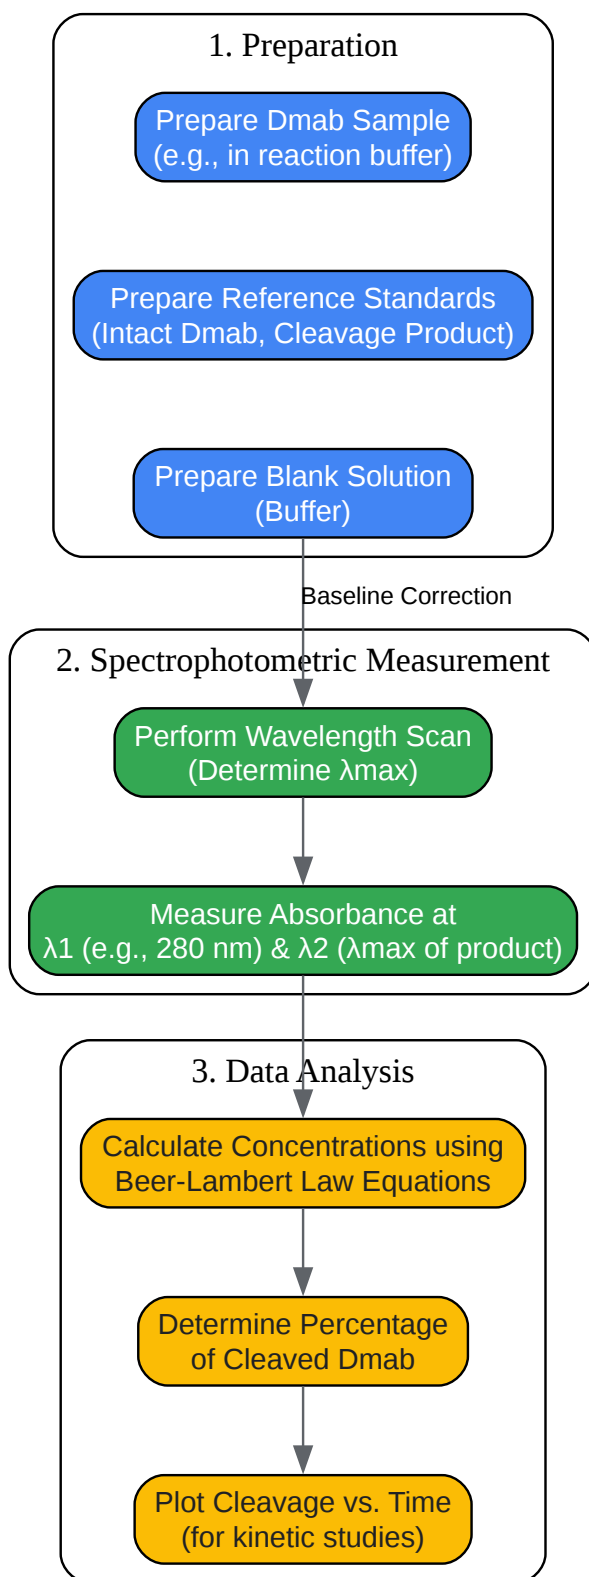 1. Preparation
Prepare Dmab Sample
(e.g., in reaction buffer)
Prepare Reference Standards
(Intact Dmab, Cleavage Product)
Prepare Blank Solution
(Buffer)
Baseline Correction
2. Spectrophotometric Measurement
Perform Wavelength Scan
(Determine λmax)
Measure Absorbance at
λ1 (e.g., 280 nm) & λ2 (λmax of product)
3. Data Analysis
Calculate Concentrations using
Beer-Lambert Law Equations
Determine Percentage
of Cleaved Dmab
Plot Cleavage vs. Time
(for kinetic studies)